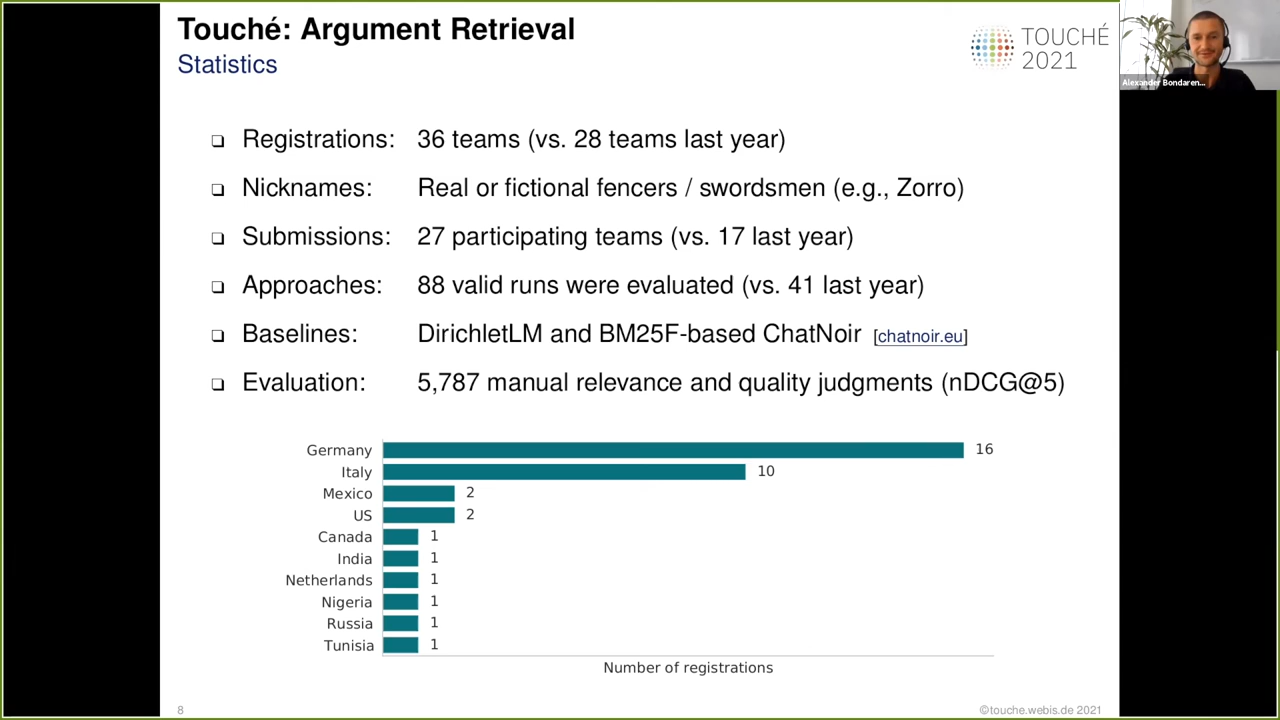 Touché: Argument Retrieval
Statistics
TOUCHÉ
2021
Alexander Bondaren...
❏ Registrations: 36 teams (vs. 28 teams last year)
❏ Nicknames: Real or fictional fencers / swordsmen (e.g., Zorro)
❏ Submissions: 27 participating teams (vs. 17 last year)
❏ Approaches: 88 valid runs were evaluated (vs. 41 last year)
❏ Baselines: DirichletLM and BM25F-based ChatNoir [chatnoir.eu]
❏ Evaluation: 5,787 manual relevance and quality judgments (nDCG@5)
Germany 16
Italy 10
Mexico 2
US 2
Canada 1
India 1
Netherlands 1
Nigeria 1
Russia 1
Tunisia 1
Number of registrations
8
©touche.webis.de 2021